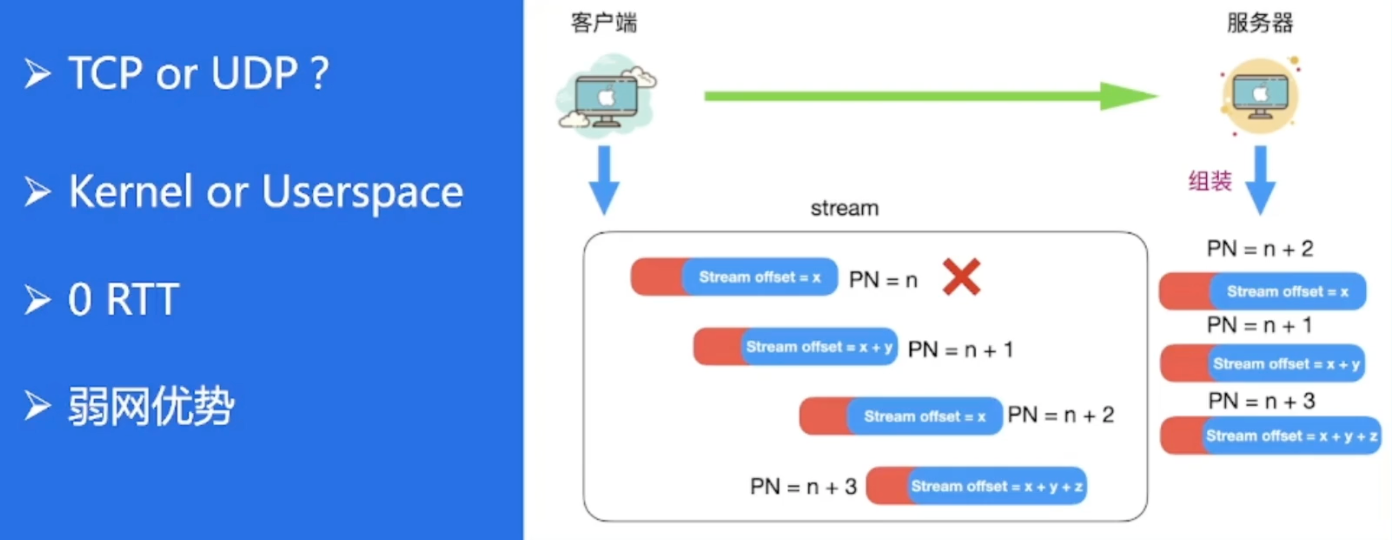 TCP or UDP？
Kernel or Userspace
0 RTT
弱网优势
客户端
服务器
组装
stream
Stream offset = x PN = n
Stream offset = x + y PN = n + 1
Stream offset = x PN = n + 2
PN = n + 3 Stream offset = x + y + z
PN = n + 2
Stream offset = x
PN = n + 1
Stream offset = x + y
PN = n + 3
Stream offset = x + y + z